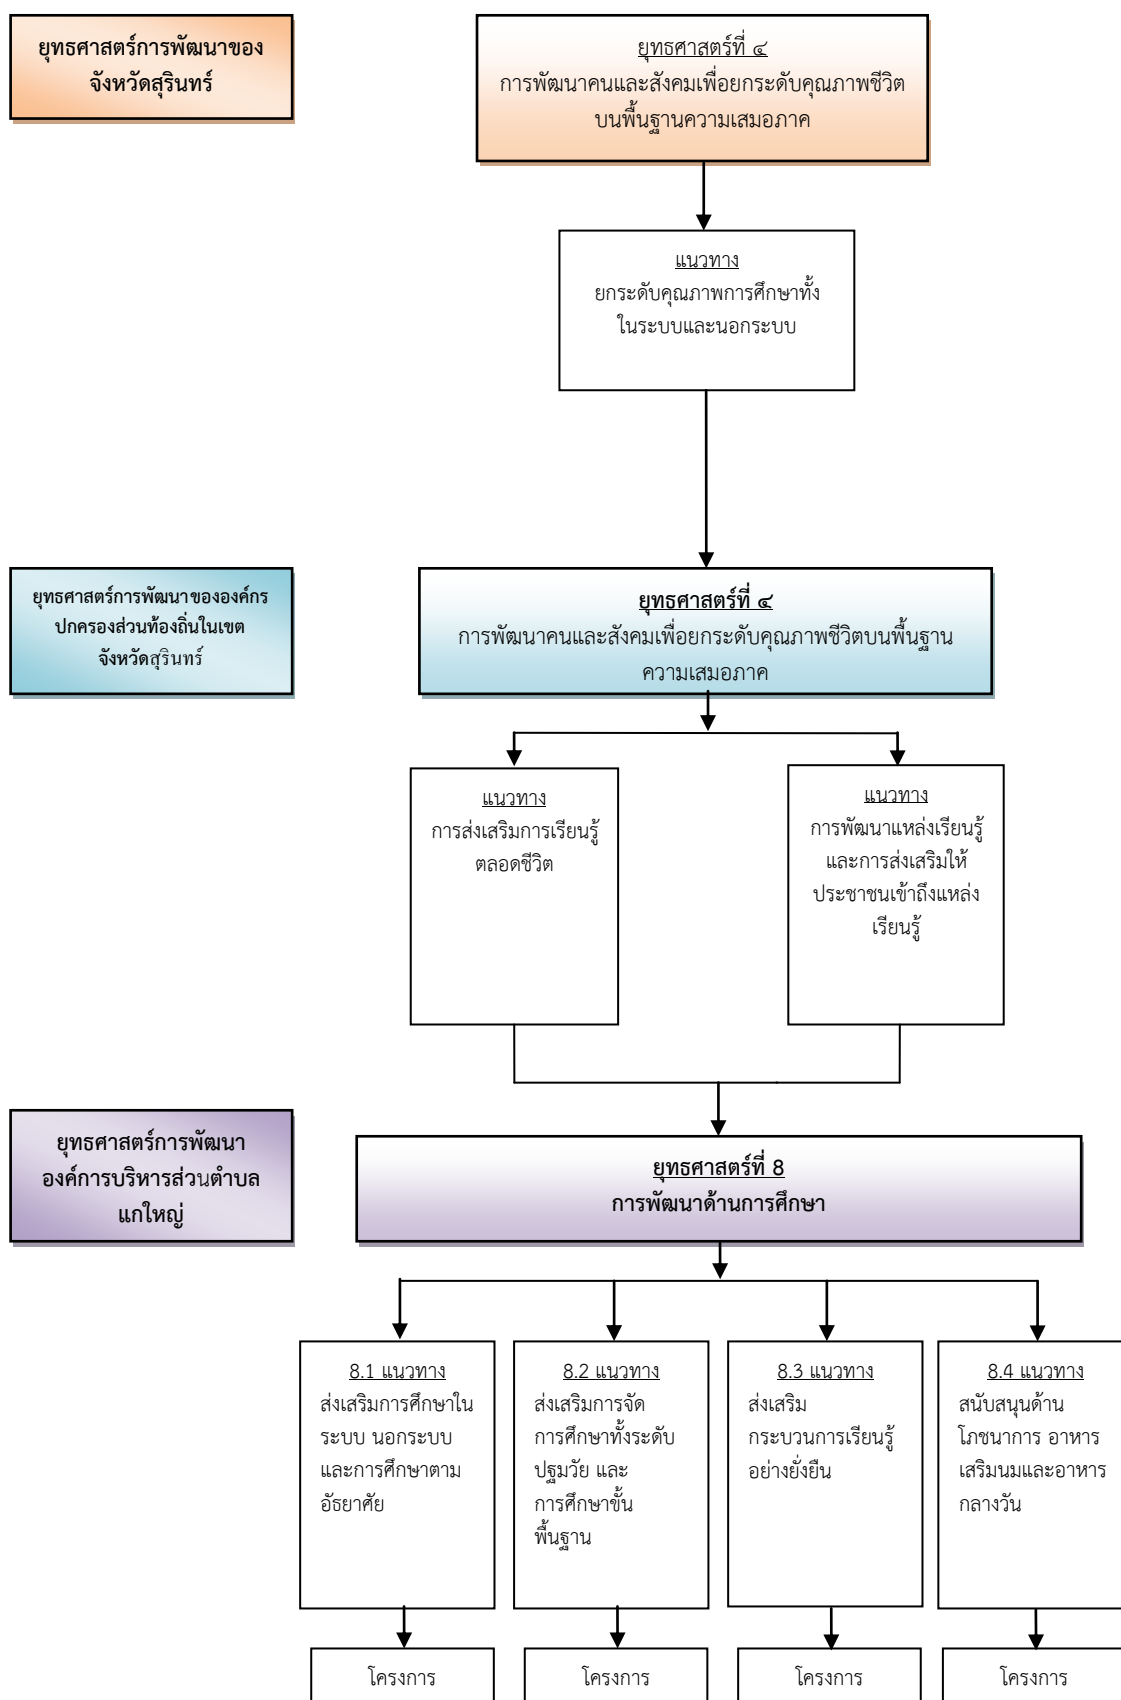 ยุทธศาสตร์การพัฒนาของ
จังหวัดสุรินทร์
ยุทธศาสตร์ที่ ๔
การพัฒนาคนและสังคมเพื่อยกระดับคุณภาพชีวิต
บนพื้นฐานความเสมอภาค
แนวทาง
ยกระดับคุณภาพการศึกษาทั้ง
ในระบบและนอกระบบ
ยุทธศาสตร์การพัฒนาขององค์กร
ปกครองส่วนท้องถิ่นในเขต
จังหวัดสุรินทร์
ยุทธศาสตร์ที่ ๔
การพัฒนาคนและสังคมเพื่อยกระดับคุณภาพชีวิตบนพื้นฐาน
ความเสมอภาค
แนวทาง
การส่งเสริมการเรียนรู้
ตลอดชีวิต
แนวทาง
การพัฒนาแหล่งเรียนรู้
และการส่งเสริมให้
ประชาชนเข้าถึงแหล่ง
เรียนรู้
ยุทธศาสตร์การพัฒนา
องค์การบริหารส่วนตำบล
แกใหญ่
ยุทธศาสตร์ที่ 8
การพัฒนาด้านการศึกษา
8.1 แนวทาง
ส่งเสริมการศึกษาใน
ระบบ นอกระบบ
และการศึกษาตาม
อัธยาศัย
8.2 แนวทาง
ส่งเสริมการจัด
การศึกษาทั้งระดับ
ปฐมวัย และ
การศึกษาขั้น
พื้นฐาน
8.3 แนวทาง
ส่งเสริม
กระบวนการเรียนรู้
อย่างยั่งยืน
8.4 แนวทาง
สนับสนุนด้าน
โภชนาการ อาหาร
เสริมนมและอาหาร
กลางวัน
โครงการ
โครงการ
โครงการ
โครงการ